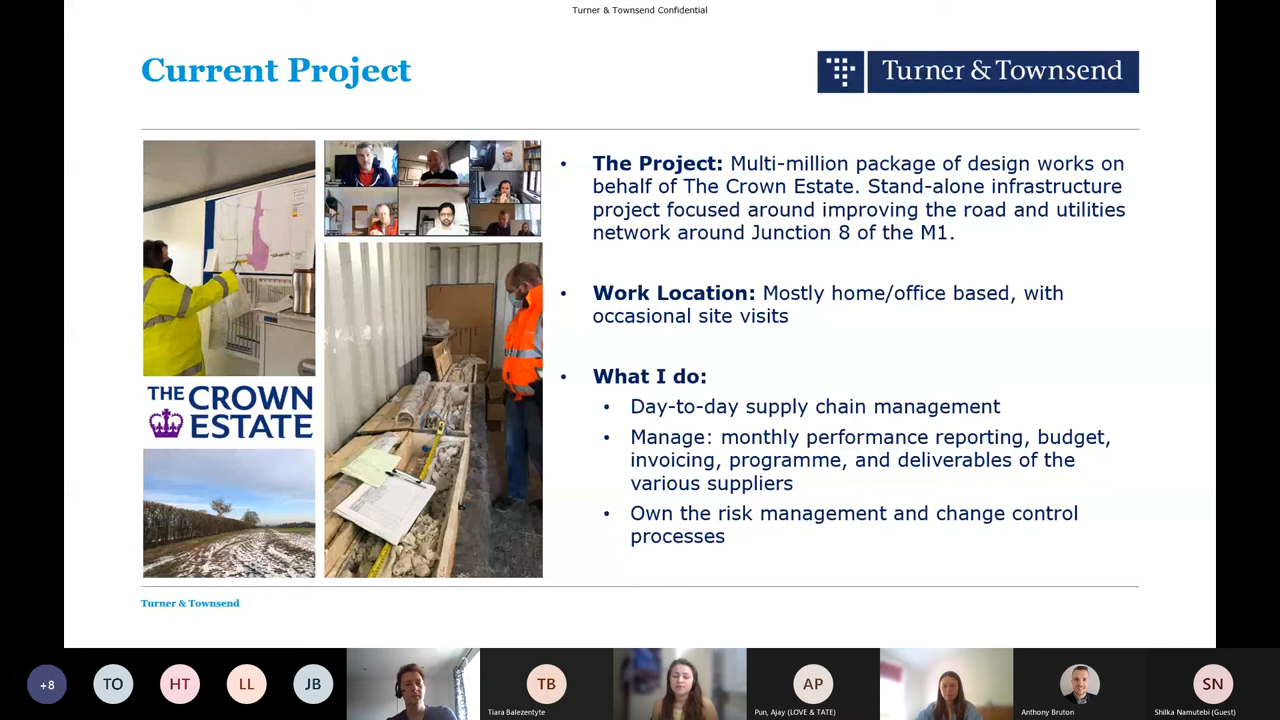 Turner & Townsend Confidential
Current Project
Turner & Townsend
• The Project: Multi-million package of design works on
behalf of The Crown Estate. Stand-alone infrastructure
project focused around improving the road and utilities
network around Junction 8 of the M1.
• Work Location: Mostly home/office based, with
occasional site visits
• What I do:
• Day-to-day supply chain management
• Manage: monthly performance reporting, budget,
invoicing, programme, and deliverables of the
various suppliers
• Own the risk management and change control
processes
THE CROWN
ESTATE
Turner & Townsend
+8
TO
HT
LL
JB
TB
Tiara Balezentyte
AP
Pun, Ajay (LOVE & TATE)
Anthony Bruton
SN
Shilka Namutebi (Guest)